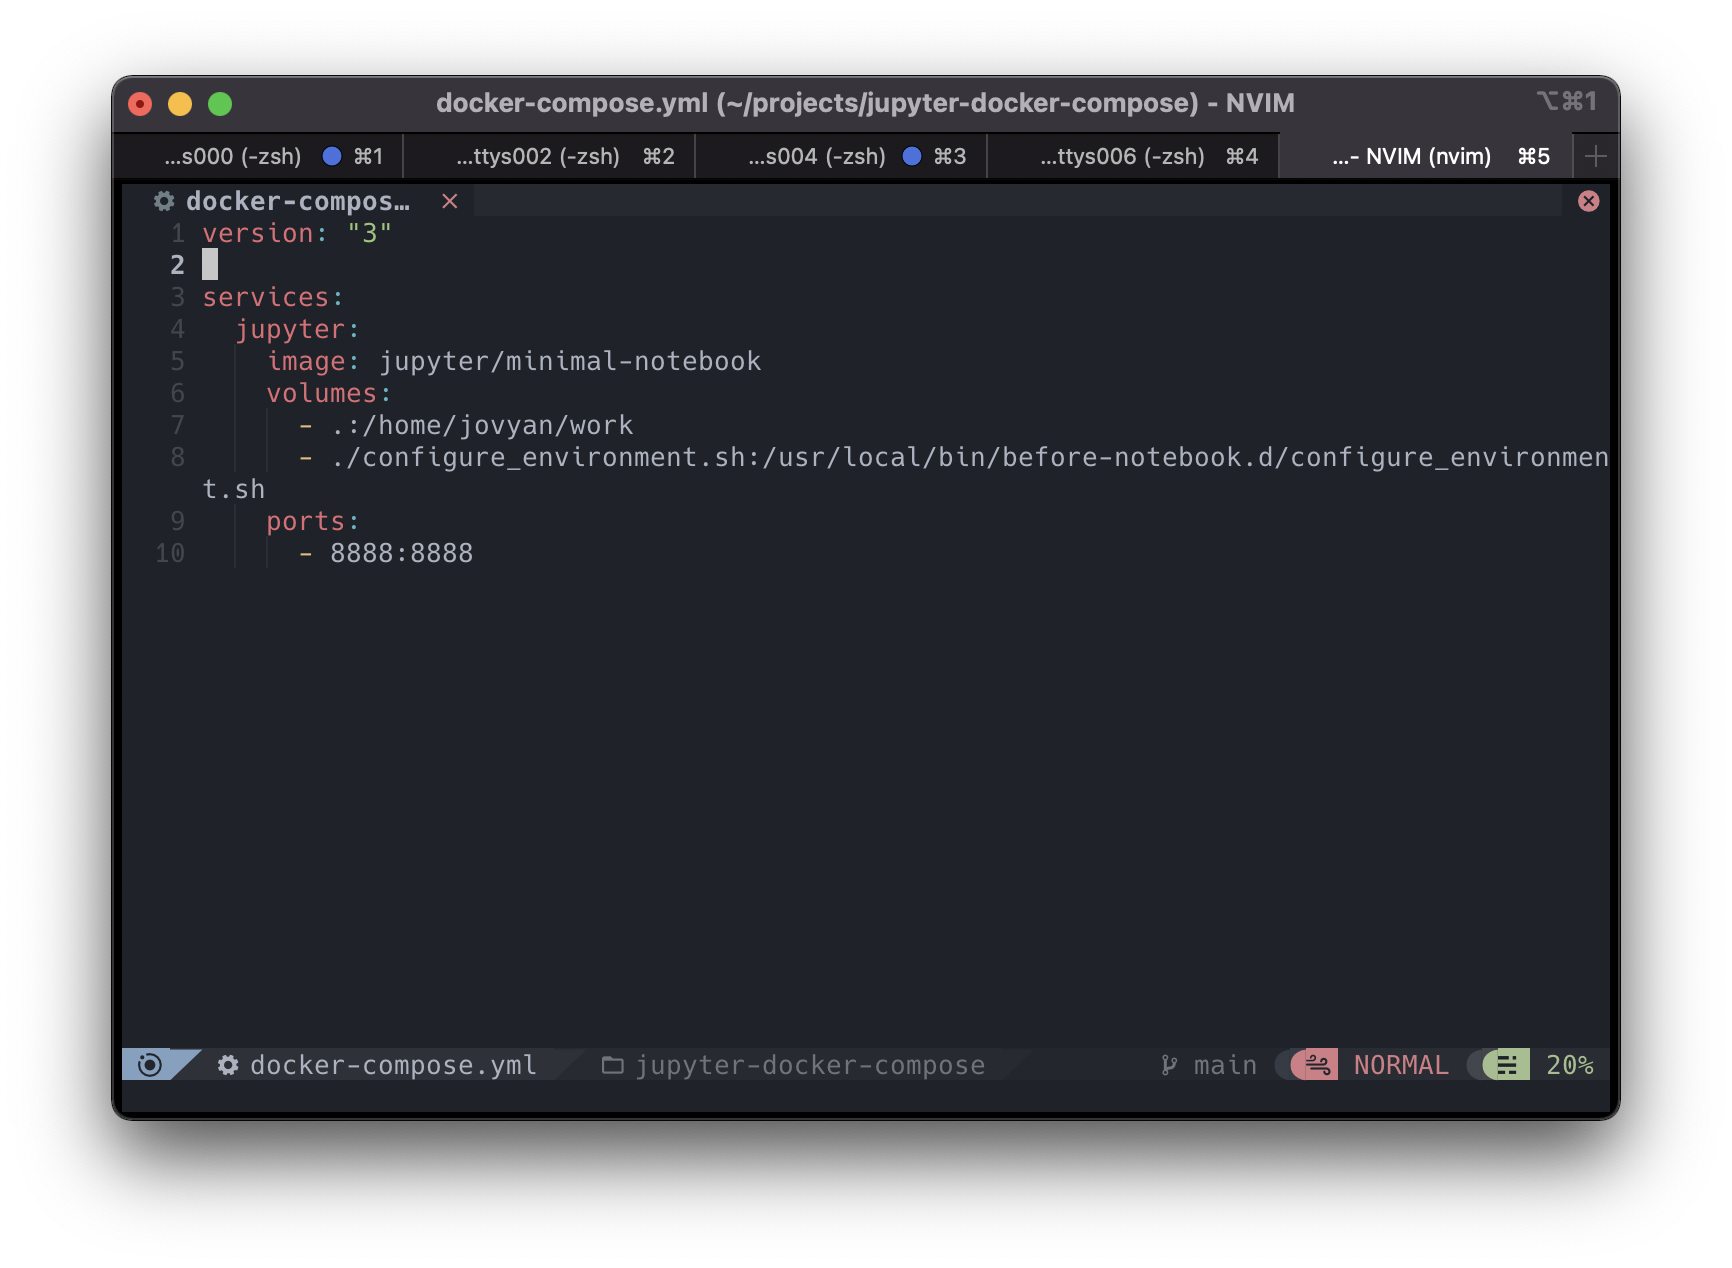 docker-compose.yml (~/projects/jupyter-docker-compose) - NVIM ⌥⌘1
...s000 (-zsh) ⌘1 ...ttys002 (-zsh) ⌘2 ...s004 (-zsh) ⌘3 ...ttys006 (-zsh) ⌘4 ...- NVIM (nvim) ⌘5 +
docker-compos… ×
1 version: "3"
2
3 services:
4   jupyter:
5     image: jupyter/minimal-notebook
6     volumes:
7       - .:/home/jovyan/work
8       - ./configure_environment.sh:/usr/local/bin/before-notebook.d/configure_environmen
t.sh
9     ports:
10       - 8888:8888
docker-compose.yml jupyter-docker-compose main NORMAL 20%